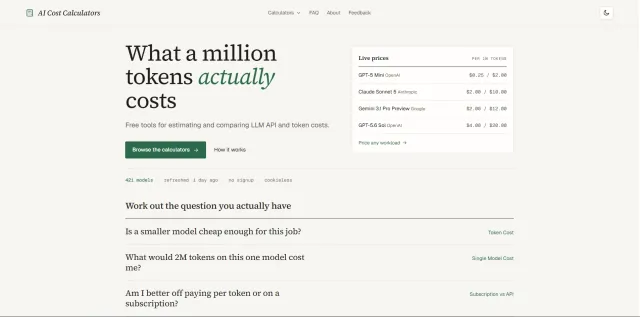 AI Cost Calculators
Calculators
FAQ
About
Feedback
What a million
tokens actually
costs
Free tools for estimating and comparing LLM API and token costs.
Browse the calculators →
How it works
Live prices
PER 1M TOKENS
GPT-5 Mini OpenAI
$0.25 / $2.00
Claude Sonnet 5 Anthropic
$2.00 / $10.00
Gemini 3.1 Pro Preview Google
$2.00 / $12.00
GPT-5.6 Sol OpenAI
Price any workload →
421 models
refreshed 1 day ago
no signup
cookieless
Work out the question you actually have
Is a smaller model cheap enough for this job?
Token Cost
What would 2M tokens on this one model cost
me?
Single Model Cost
Am I better off paying per token or on a
subscription?
Subscription vs API